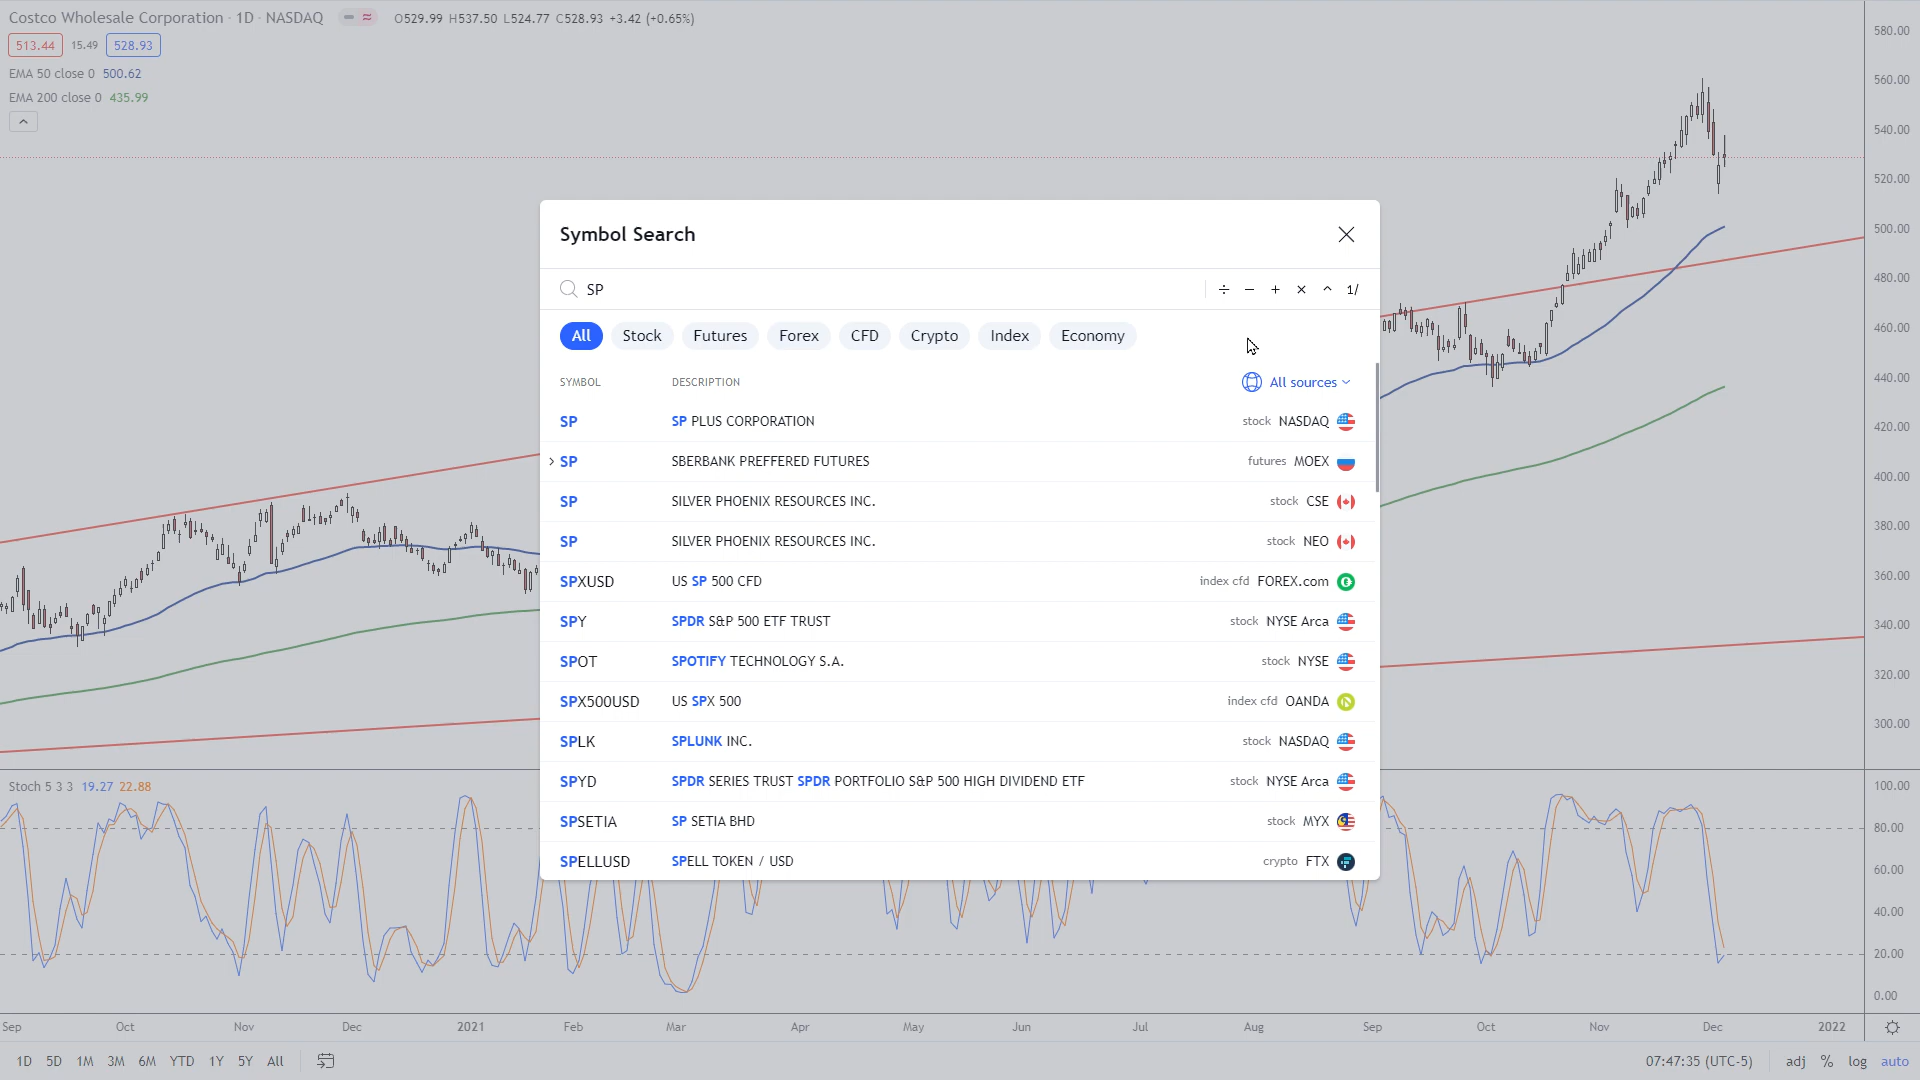 Costco Wholesale Corporation · 1D · NASDAQ O529.99 H537.50 L524.77 C528.93 +3.42 (+0.65%)
513.44 15.49 528.93
EMA 50 close 0 500.62
EMA 200 close 0 435.99
Symbol Search
SP ÷ − + × ^ 1/
All Stock Futures Forex CFD Crypto Index Economy
SYMBOL DESCRIPTION All sources
SP SP PLUS CORPORATION stock NASDAQ
SP SBERBANK PREFFERED FUTURES futures MOEX
SP SILVER PHOENIX RESOURCES INC. stock CSE
SP SILVER PHOENIX RESOURCES INC. stock NEO
SPXUSD US SP 500 CFD index cfd FOREX.com
SPY SPDR S&P 500 ETF TRUST stock NYSE Arca
SPOT SPOTIFY TECHNOLOGY S.A. stock NYSE
SPX500USD US SPX 500 index cfd OANDA
SPLK SPLUNK INC. stock NASDAQ
SPYD SPDR SERIES TRUST SPDR PORTFOLIO S&P 500 HIGH DIVIDEND ETF stock NYSE Arca
SPSETIA SP SETIA BHD stock MYX
SPELLUSD SPELL TOKEN / USD crypto FTX
580.00
560.00
540.00
520.00
500.00
480.00
460.00
440.00
420.00
400.00
380.00
360.00
340.00
320.00
300.00
Stoch 5 3 3 19.27 22.88
100.00
80.00
60.00
40.00
20.00
0.00
Sep Oct Nov Dec 2021 Feb Mar Apr May Jun Jul Aug Sep Oct Nov Dec 2022
1D 5D 1M 3M 6M YTD 1Y 5Y All 07:47:35 (UTC-5) adj % log auto